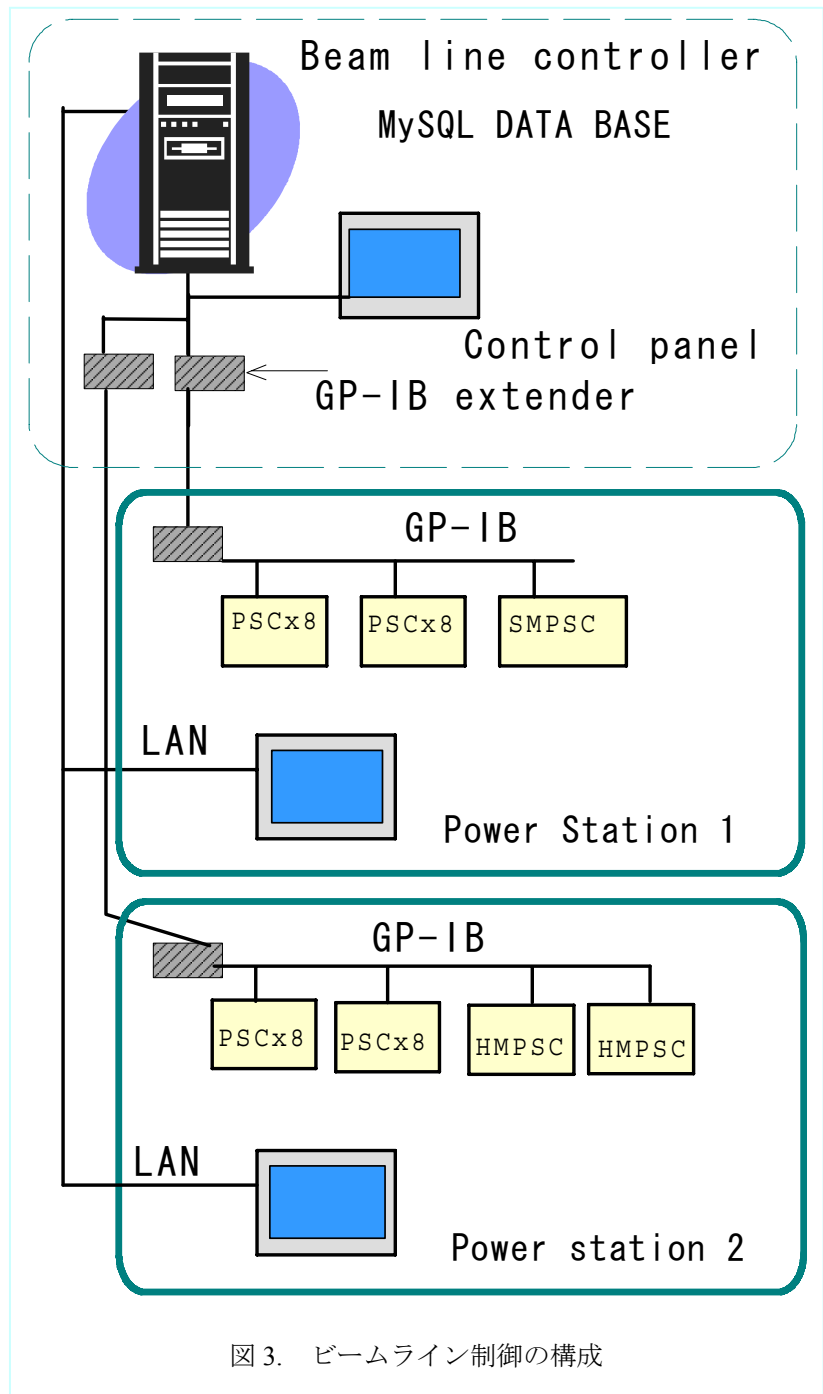 Beam line controller
MySQL DATA BASE
Control panel
GP-IB extender
GP-IB
PSCx8
PSCx8
SMPSC
LAN
Power Station 1
GP-IB
PSCx8
PSCx8
HMPSC
HMPSC
LAN
Power station 2
図 3. ビームライン制御の構成